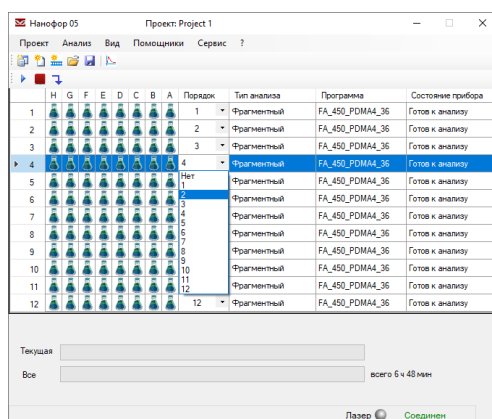 Нанофор 05 Проект: Project 1
Проект Анализ Вид Помощники Сервис ?
H G F E D C B A Порядок Тип анализа Программа Состояние прибора
1 1 Фрагментный FA_450_PDMA4_36 Готов к анализу
2 2 Фрагментный FA_450_PDMA4_36 Готов к анализу
3 3 Фрагментный FA_450_PDMA4_36 Готов к анализу
4 4 Фрагментный FA_450_PDMA4_36 Готов к анализу
5 Нет Фрагментный FA_450_PDMA4_36 Готов к анализу
1
6 2 Фрагментный FA_450_PDMA4_36 Готов к анализу
3
7 4 Фрагментный FA_450_PDMA4_36 Готов к анализу
5
8 6 Фрагментный FA_450_PDMA4_36 Готов к анализу
7
9 8 Фрагментный FA_450_PDMA4_36 Готов к анализу
9
10 10 Фрагментный FA_450_PDMA4_36 Готов к анализу
11 11 Фрагментный FA_450_PDMA4_36 Готов к анализу
12
12 12 Фрагментный FA_450_PDMA4_36 Готов к анализу
Текущая
Все всего 6 ч 48 мин
Лазер Соединен